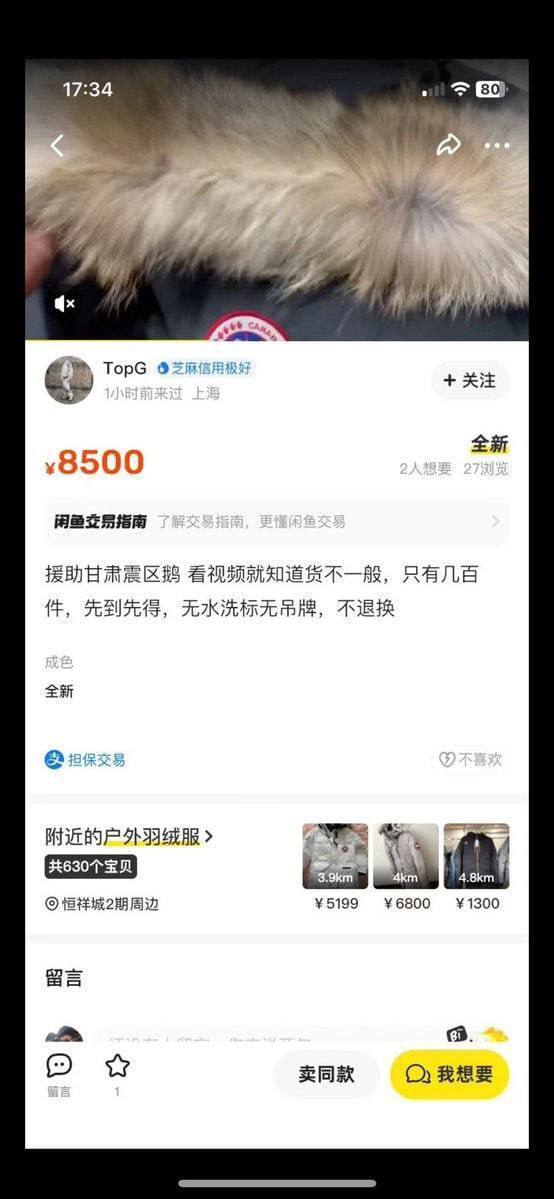 17:34
80
CANADA
TopG 芝麻信用极好
1小时前来过 上海
+ 关注
¥8500
全新
2人想要 27浏览
闲鱼交易指南 了解交易指南，更懂闲鱼交易
援助甘肃震区鹅 看视频就知道货不一般，只有几百
件，先到先得，无水洗标无吊牌，不退换
成色
全新
支 担保交易
不喜欢
附近的户外羽绒服
共630个宝贝
恒祥城2期周边
3.9km
4km
4.8km
¥5199
¥6800
¥1300
留言
留言
1
卖同款
我想要